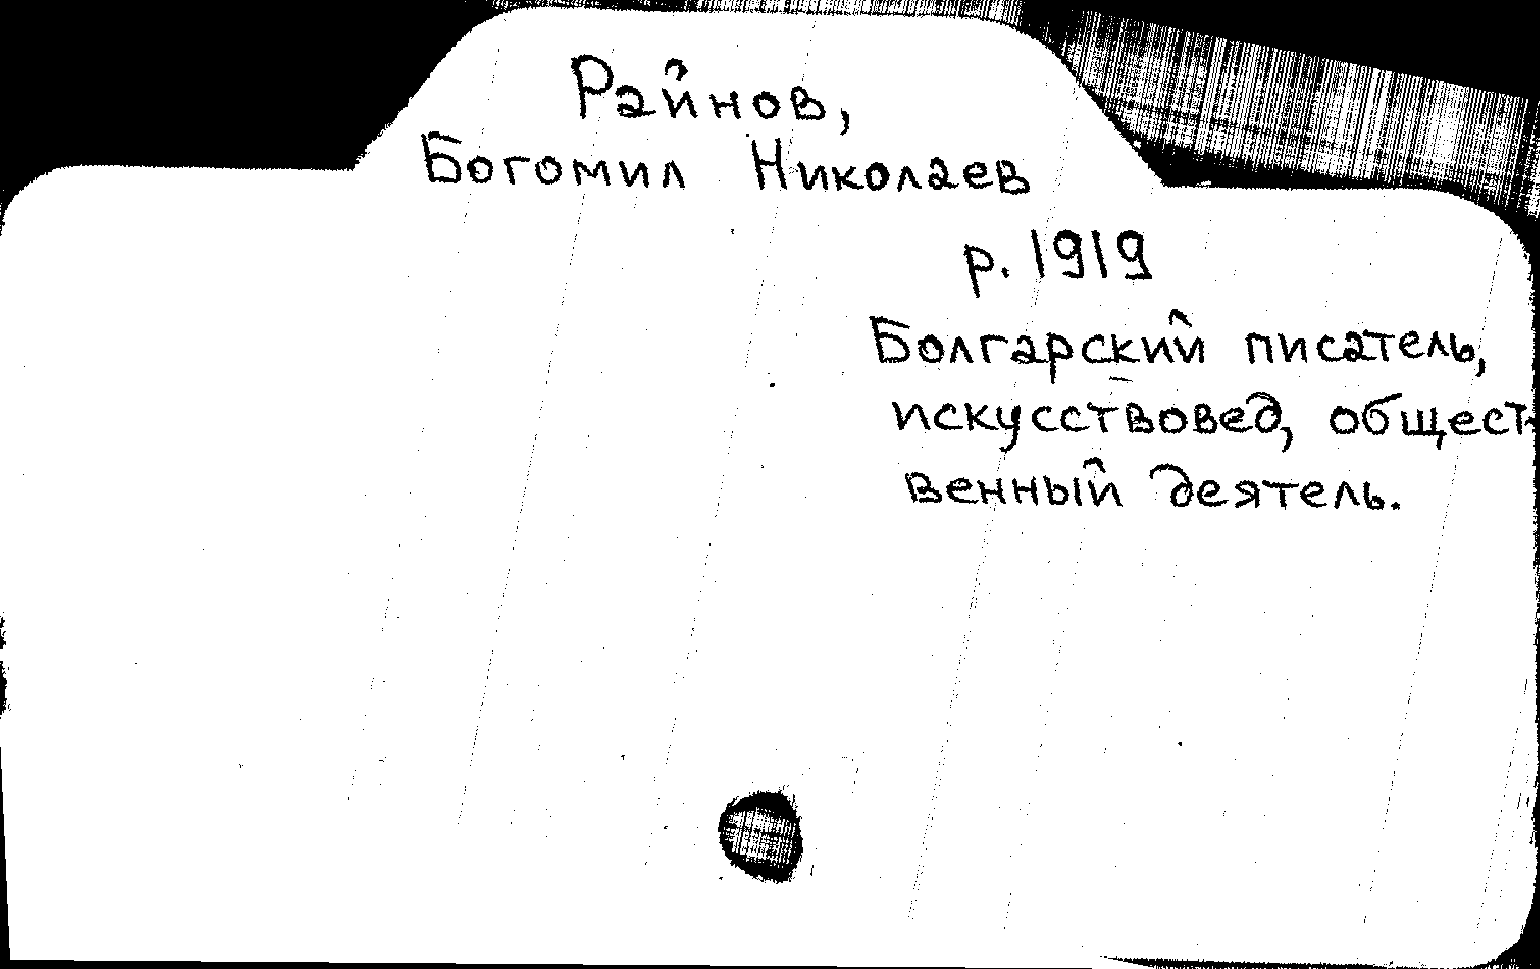 Райнов,
Богомил Николаев
р. 1919
Болгарский писатель,
искусствовед, общест-
венный деятель.